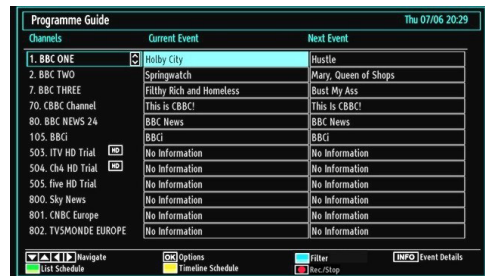 Programme Guide Thu 07/06 20:29
Channels Current Event Next Event
1. BBC ONE Holby City Hustle
2. BBC TWO Springwatch Mary, Queen of Shops
7. BBC THREE Filthy Rich and Homeless Bust My Ass
70. CBBC Channel This is CBBC! This Is CBBC!
80. BBC NEWS 24 BBC News BBC News
105. BBCi BBCi BBCi
503. ITV HD Trial HD No Information No Information
504. Ch4 HD Trial HD No Information No Information
505. five HD Trial No Information No Information
800. Sky News No Information No Information
801. CNBC Europe No Information No Information
802. TV5MONDE EUROPE No Information No Information
Navigate OK Options Filter INFO Event Details
List Schedule Timeline Schedule Rec/Stop